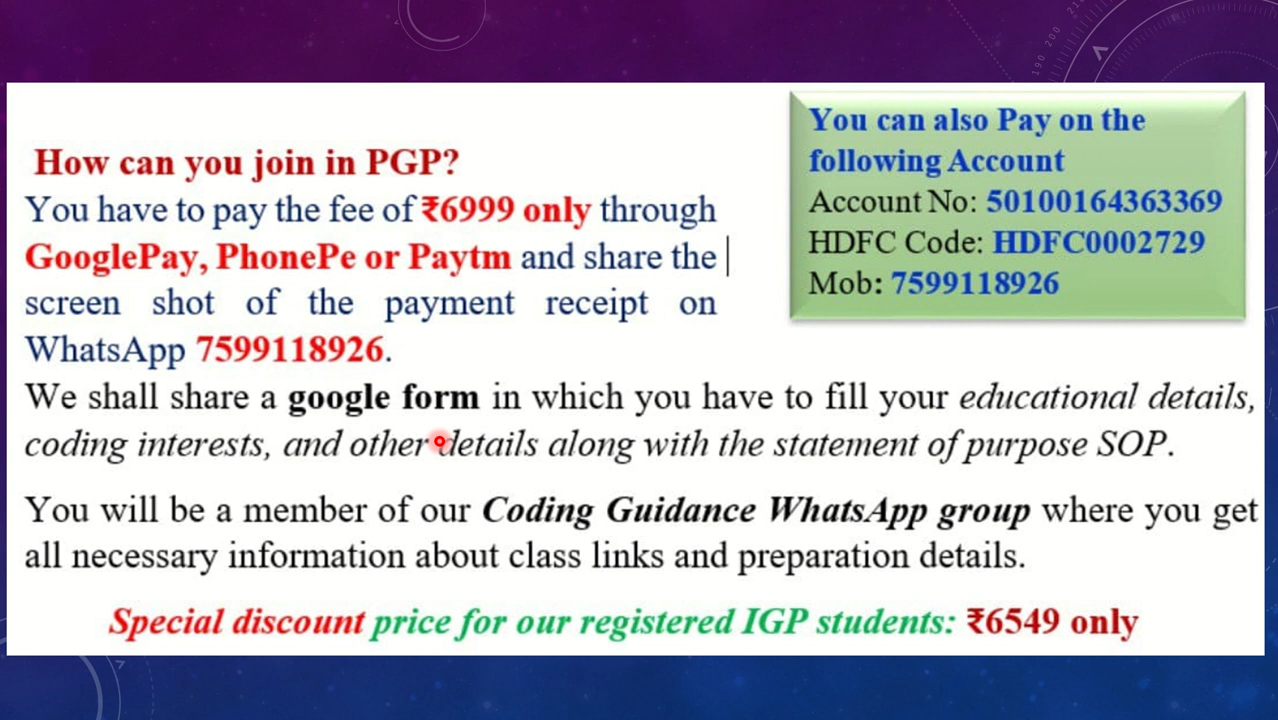 How can you join in PGP?
You have to pay the fee of ₹6999 only through
GooglePay, PhonePe or Paytm and share the
screen shot of the payment receipt on
WhatsApp 7599118926.
You can also Pay on the
following Account
Account No: 50100164363369
HDFC Code: HDFC0002729
Mob: 7599118926
We shall share a google form in which you have to fill your educational details,
coding interests, and other details along with the statement of purpose SOP.
You will be a member of our Coding Guidance WhatsApp group where you get
all necessary information about class links and preparation details.
Special discount price for our registered IGP students: ₹6549 only
190 200 210